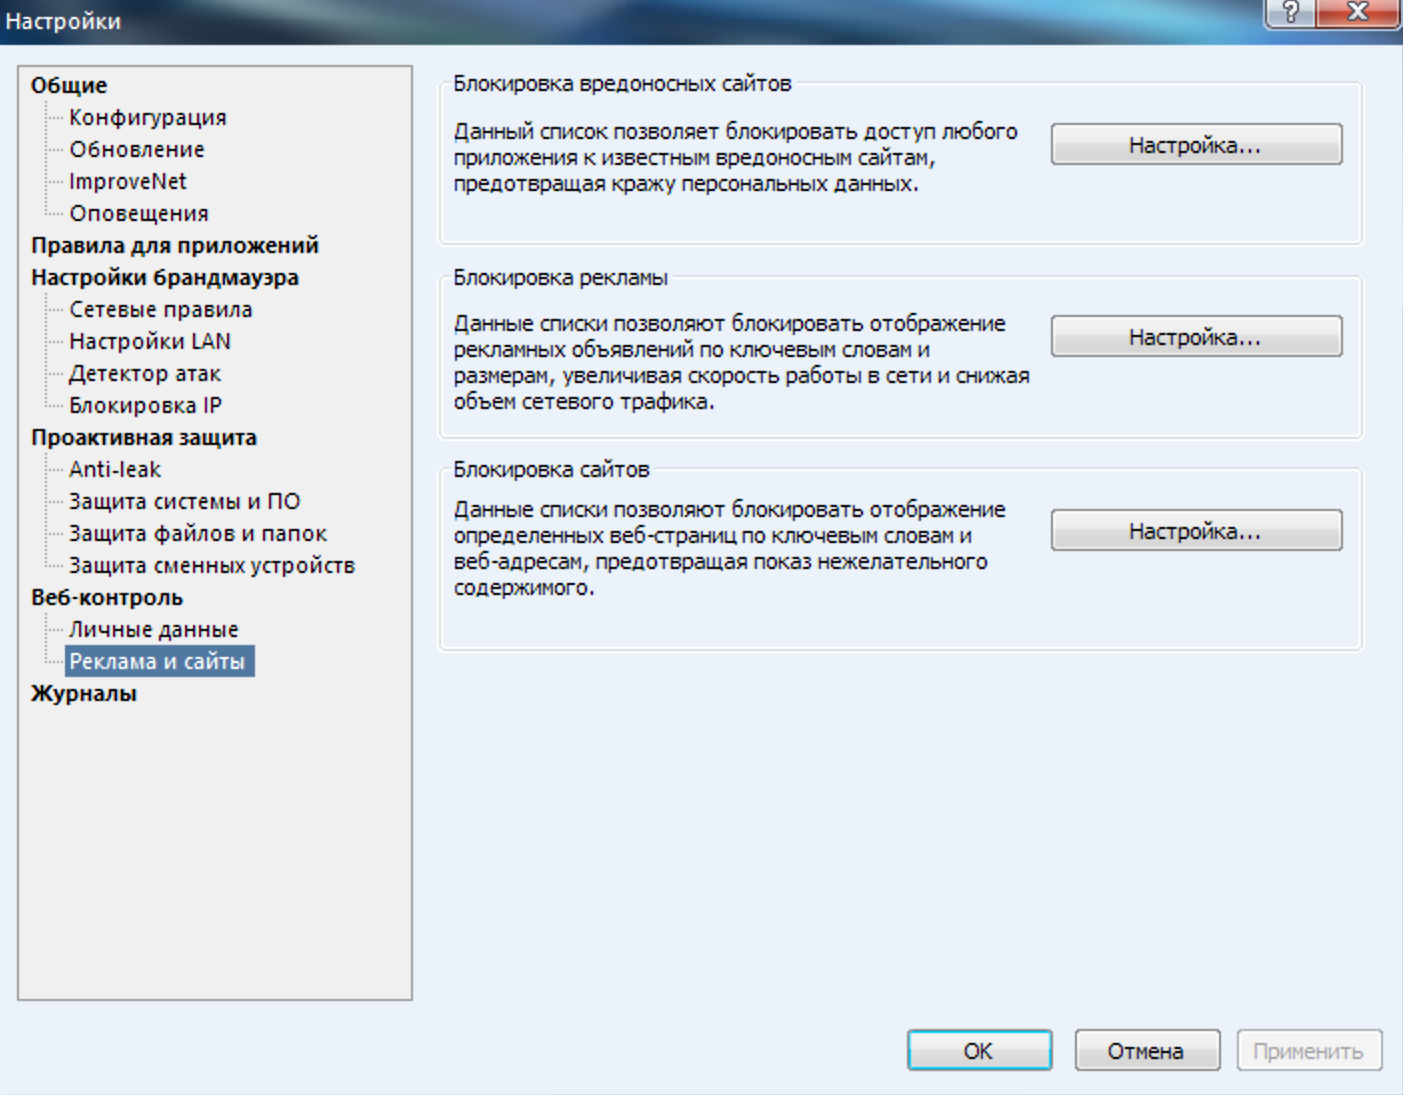 Настройки
?
X
Общие
Конфигурация
Обновление
ImproveNet
Оповещения
Правила для приложений
Настройки брандмауэра
Сетевые правила
Настройки LAN
Детектор атак
Блокировка IP
Проактивная защита
Anti-leak
Защита системы и ПО
Защита файлов и папок
Защита сменных устройств
Веб-контроль
Личные данные
Реклама и сайты
Журналы
Блокировка вредоносных сайтов
Данный список позволяет блокировать доступ любого
приложения к известным вредоносным сайтам,
предотвращая кражу персональных данных.
Настройка...
Блокировка рекламы
Данные списки позволяют блокировать отображение
рекламных объявлений по ключевым словам и
размерам, увеличивая скорость работы в сети и снижая
объем сетевого трафика.
Настройка...
Блокировка сайтов
Данные списки позволяют блокировать отображение
определенных веб-страниц по ключевым словам и
веб-адресам, предотвращая показ нежелательного
содержимого.
Настройка...
ОК
Отмена
Применить